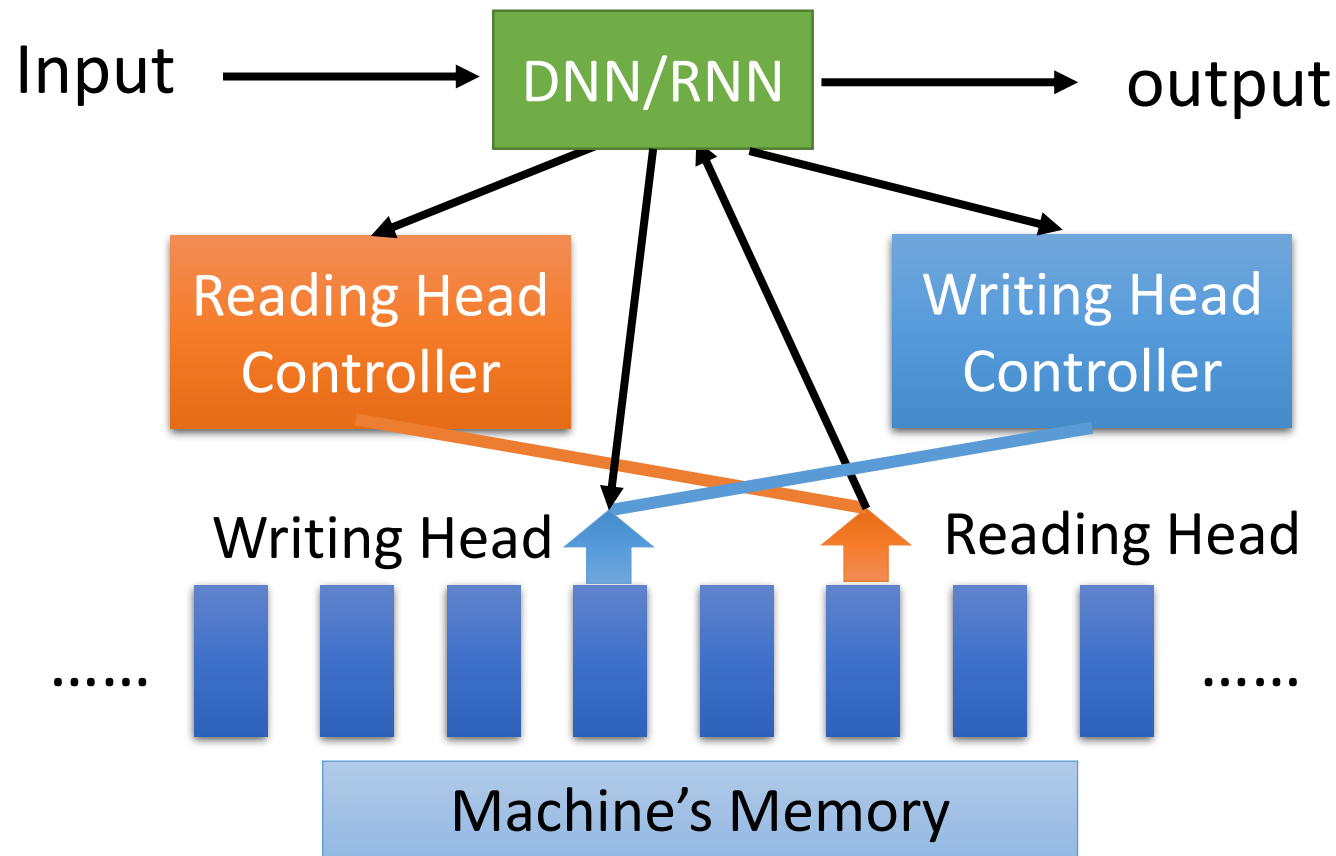 Input
DNN/RNN
output
Reading Head
Controller
Writing Head
Controller
Writing Head
Reading Head
......
......
Machine’s Memory